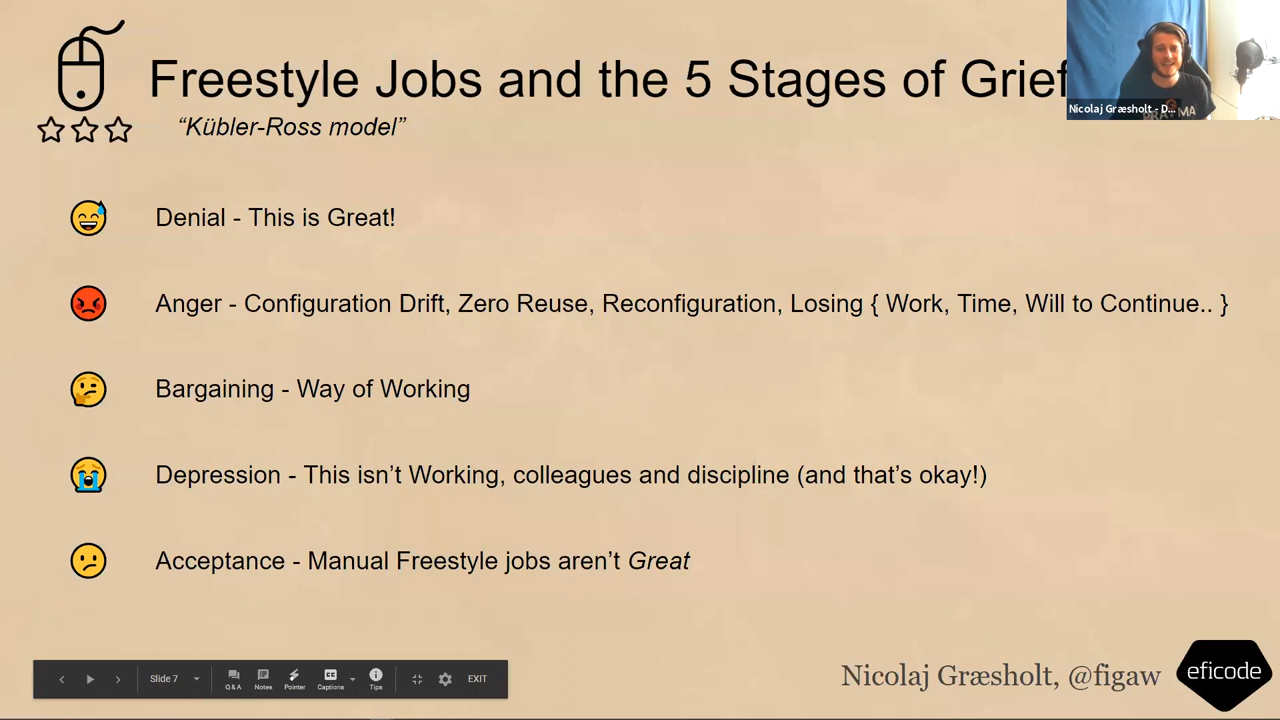 Freestyle Jobs and the 5 Stages of Grief
Nicolaj Græsholt - D...
“Kübler-Ross model”
Denial - This is Great!
Anger - Configuration Drift, Zero Reuse, Reconfiguration, Losing { Work, Time, Will to Continue.. }
Bargaining - Way of Working
Depression - This isn’t Working, colleagues and discipline (and that’s okay!)
Acceptance - Manual Freestyle jobs aren’t Great
Slide 7
Q & A
Notes
Pointer
Captions
Tips
EXIT
Nicolaj Græsholt, @figaw
eficode